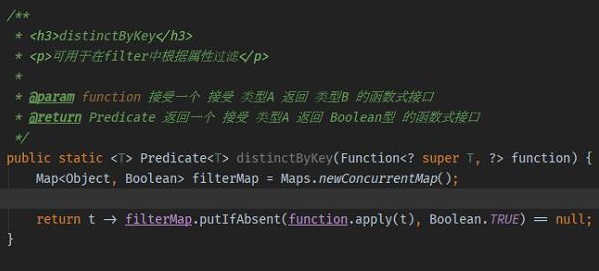 /**
 * <h3>distinctByKey</h3>
 * <p>可用于在filter中根据属性过滤</p>
 *
 * @param function 接受一个 接受 类型A 返回 类型B 的函数式接口
 * @return Predicate 返回一个 接受 类型A 返回 Boolean型 的函数式接口
 */
public static <T> Predicate<T> distinctByKey(Function<? super T, ?> function) {
    Map<Object, Boolean> filterMap = Maps.newConcurrentMap();
    return t -> filterMap.putIfAbsent(function.apply(t), Boolean.TRUE) == null;
}